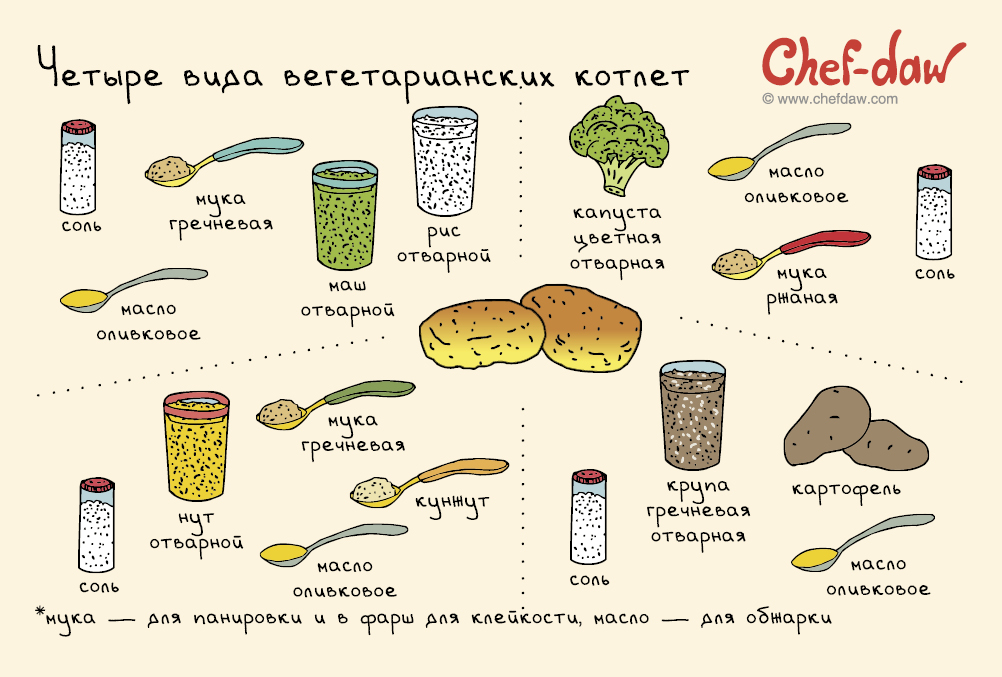 Четыре вида вегетарианских котлет
Chef-daw
© www.chefdaw.com
соль
мука
гречневая
маш
отварной
рис
отварной
масло
оливковое
капуста
цветная
отварная
масло
оливковое
мука
ржаная
соль
нут
отварной
мука
гречневая
кунжут
соль
масло
оливковое
крупа
гречневая
отварная
картофель
соль
масло
оливковое
*мука — для панировки и в фарш для клейкости, масло — для обжарки